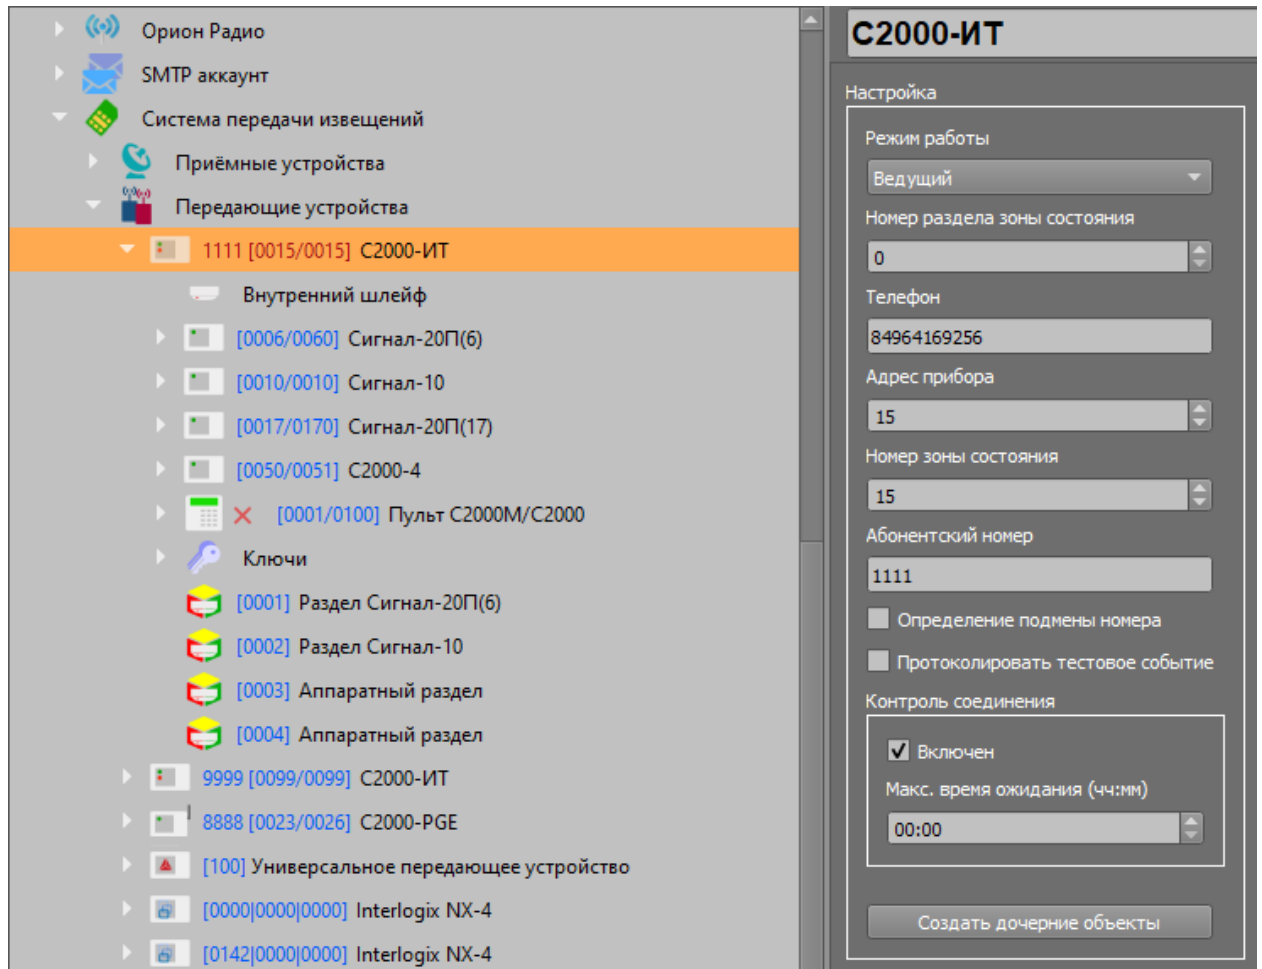 Орион Радио
SMTP аккаунт
Система передачи извещений
Приёмные устройства
Передающие устройства
1111 [0015/0015] С2000-ИТ
Внутренний шлейф
[0006/0060] Сигнал-20П(6)
[0010/0010] Сигнал-10
[0017/0170] Сигнал-20П(17)
[0050/0051] С2000-4
[0001/0100] Пульт С2000М/С2000
Ключи
[0001] Раздел Сигнал-20П(6)
[0002] Раздел Сигнал-10
[0003] Аппаратный раздел
[0004] Аппаратный раздел
9999 [0099/0099] С2000-ИТ
8888 [0023/0026] С2000-PGE
[100] Универсальное передающее устройство
[0000|0000|0000] Interlogix NX-4
[0142|0000|0000] Interlogix NX-4
С2000-ИТ
Настройка
Режим работы
Ведущий
Номер раздела зоны состояния
0
Телефон
84964169256
Адрес прибора
15
Номер зоны состояния
15
Абонентский номер
1111
Определение подмены номера
Протоколировать тестовое событие
Контроль соединения
Включен
Макс. время ожидания (чч:мм)
00:00
Создать дочерние объекты